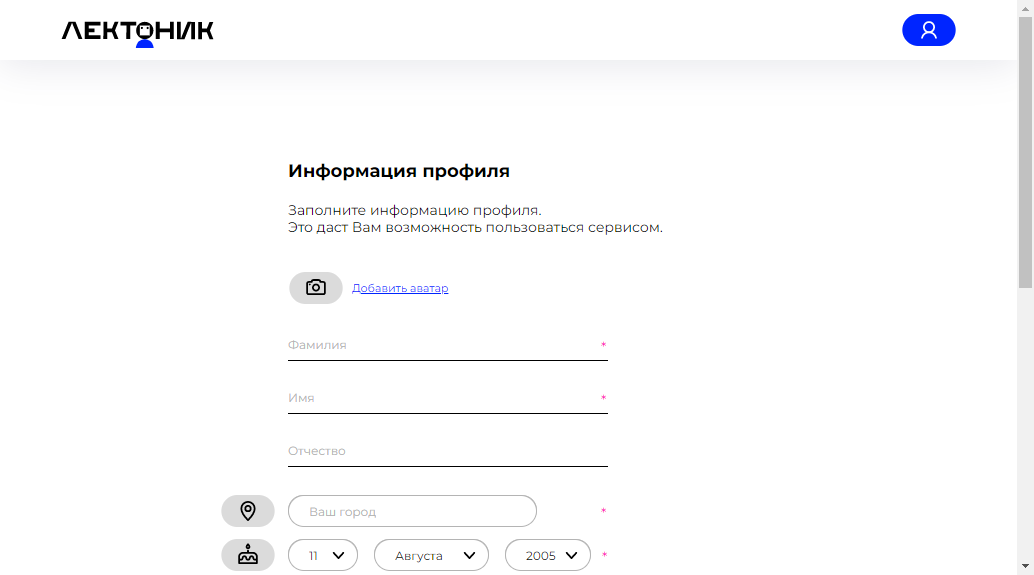 ЛЕКТОНИК
Информация профиля
Заполните информацию профиля.
Это даст Вам возможность пользоваться сервисом.
Добавить аватар
Фамилия *
Имя *
Отчество
Ваш город *
11 Августа 2005 *